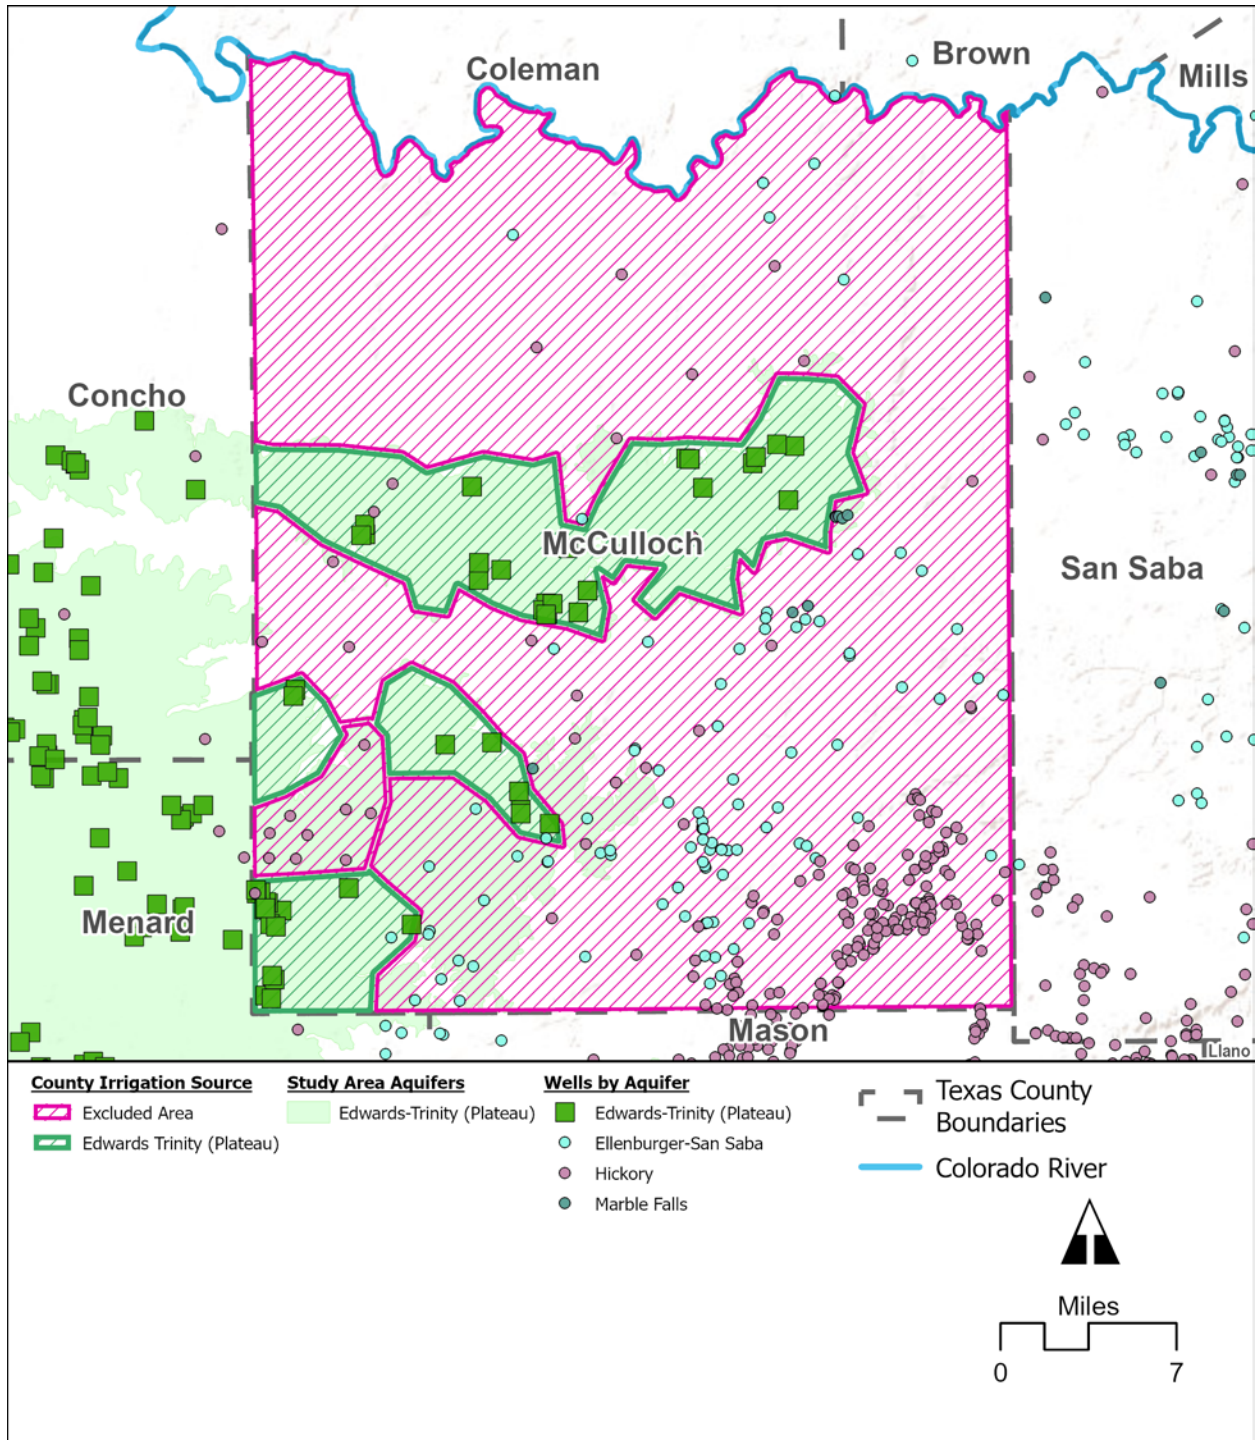 Coleman
Brown
Mills
Concho
McCulloch
San Saba
Menard
Mason
Llano
County Irrigation Source
Excluded Area
Edwards Trinity (Plateau)
Study Area Aquifers
Edwards-Trinity (Plateau)
Wells by Aquifer
Edwards-Trinity (Plateau)
Ellenburger-San Saba
Hickory
Marble Falls
Texas County
Boundaries
Colorado River
Miles
0 7